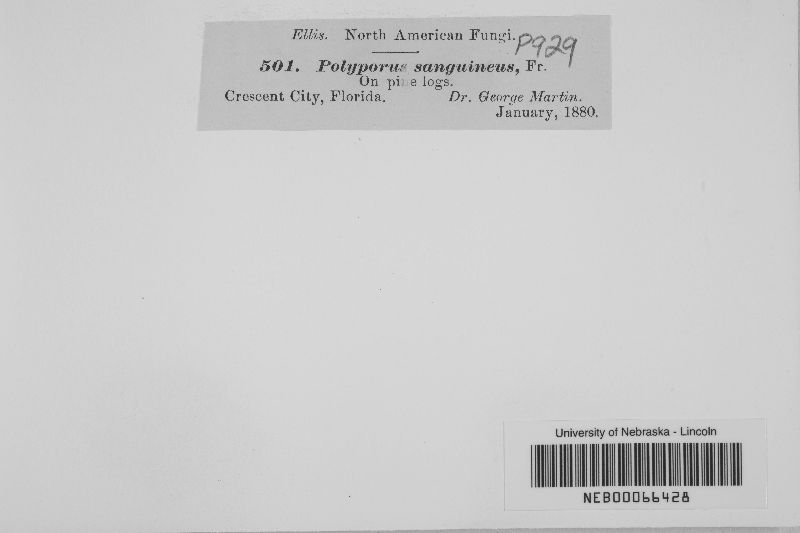 Ellis. North American Fungi.
P929
501. Polyporus sanguineus, Fr.
On pine logs.
Crescent City, Florida. Dr. George Martin.
January, 1880.
University of Nebraska - Lincoln
NEB00066428